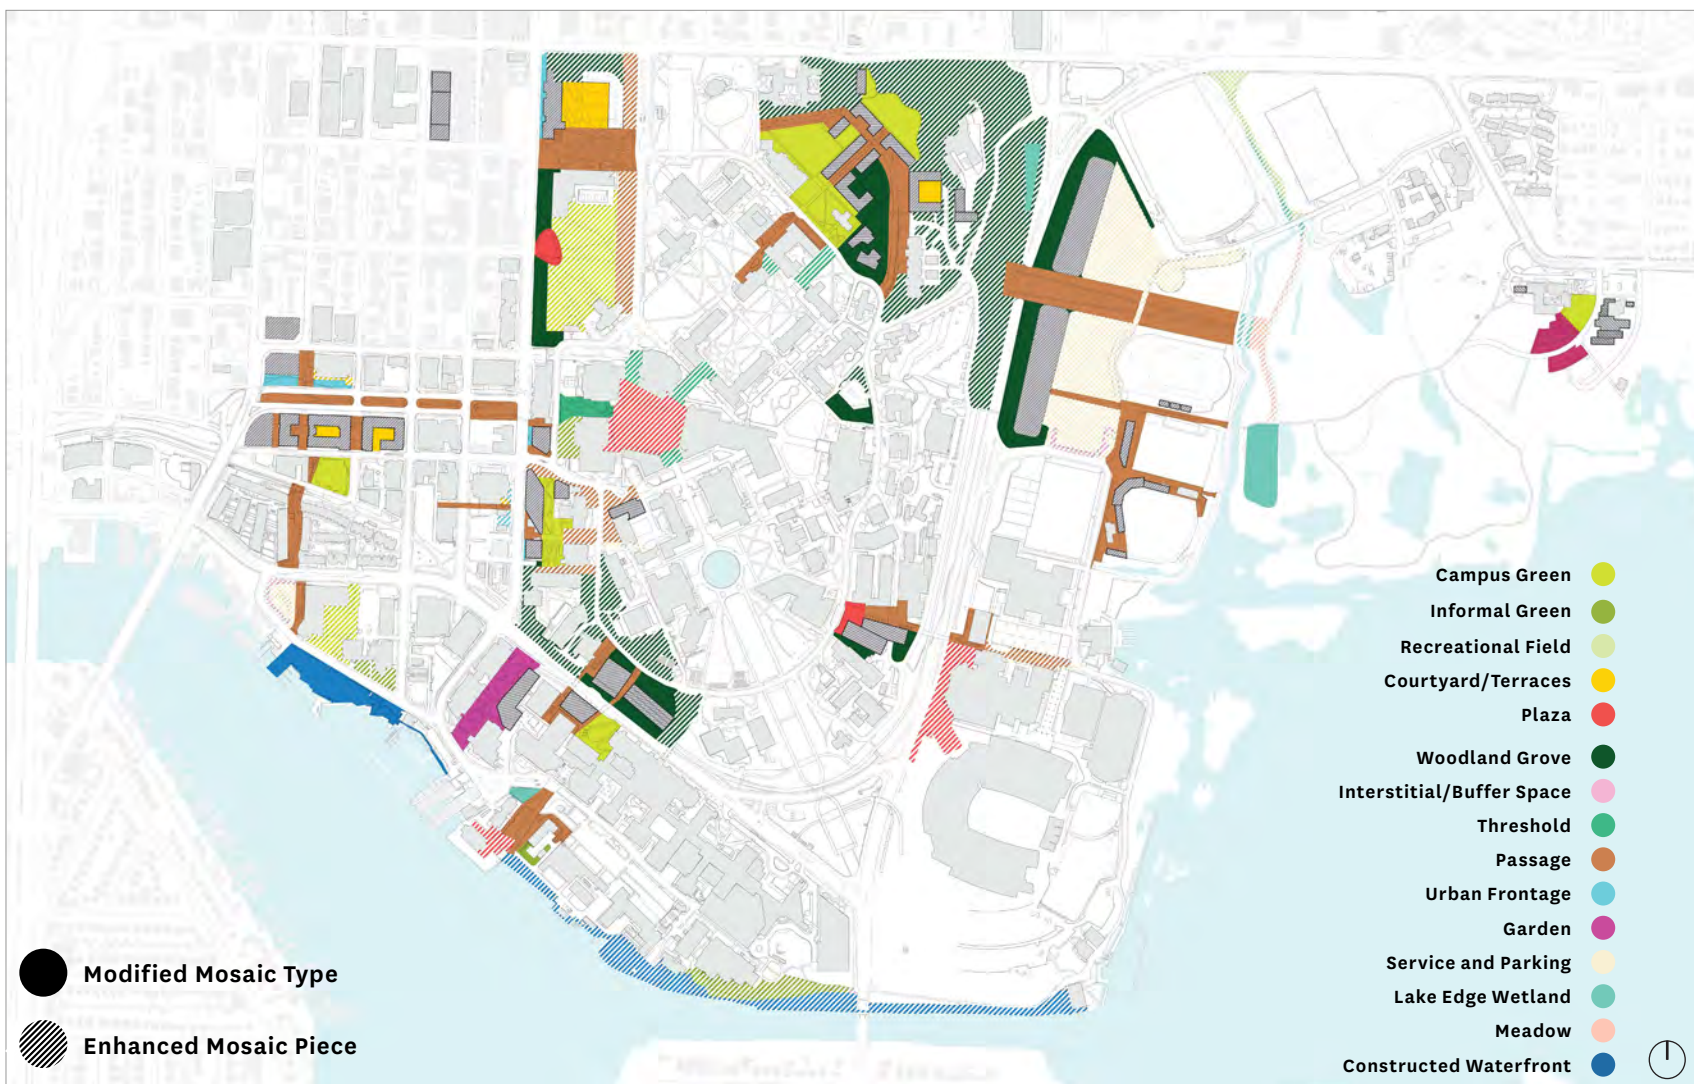 Campus Green
Informal Green
Recreational Field
Courtyard/Terraces
Plaza
Woodland Grove
Interstitial/Buffer Space
Threshold
Passage
Urban Frontage
Garden
Service and Parking
Lake Edge Wetland
Meadow
Constructed Waterfront
Modified Mosaic Type
Enhanced Mosaic Piece